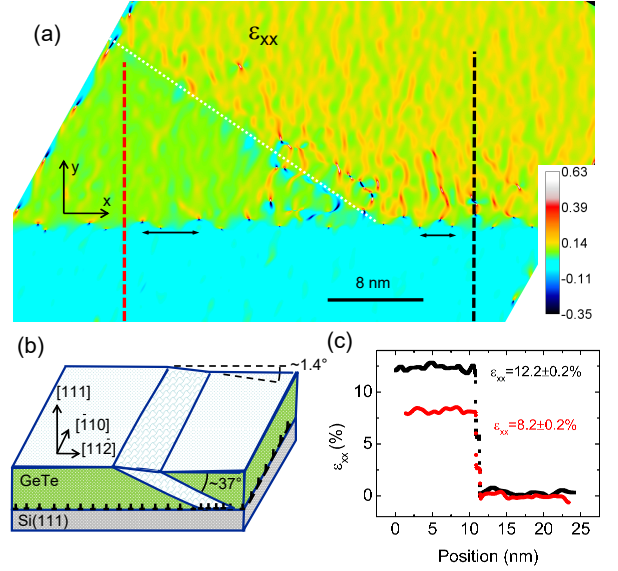 (a)
εxx
y
x
8 nm
0.63
0.39
0.14
-0.11
-0.35
(b)
~1.4°
[111]
[1̄10]
[112̄]
GeTe
~37°
Si(111)
(c)
εxx=12.2±0.2%
εxx=8.2±0.2%
εxx (%)
10
5
0
0 5 10 15 20 25
Position (nm)